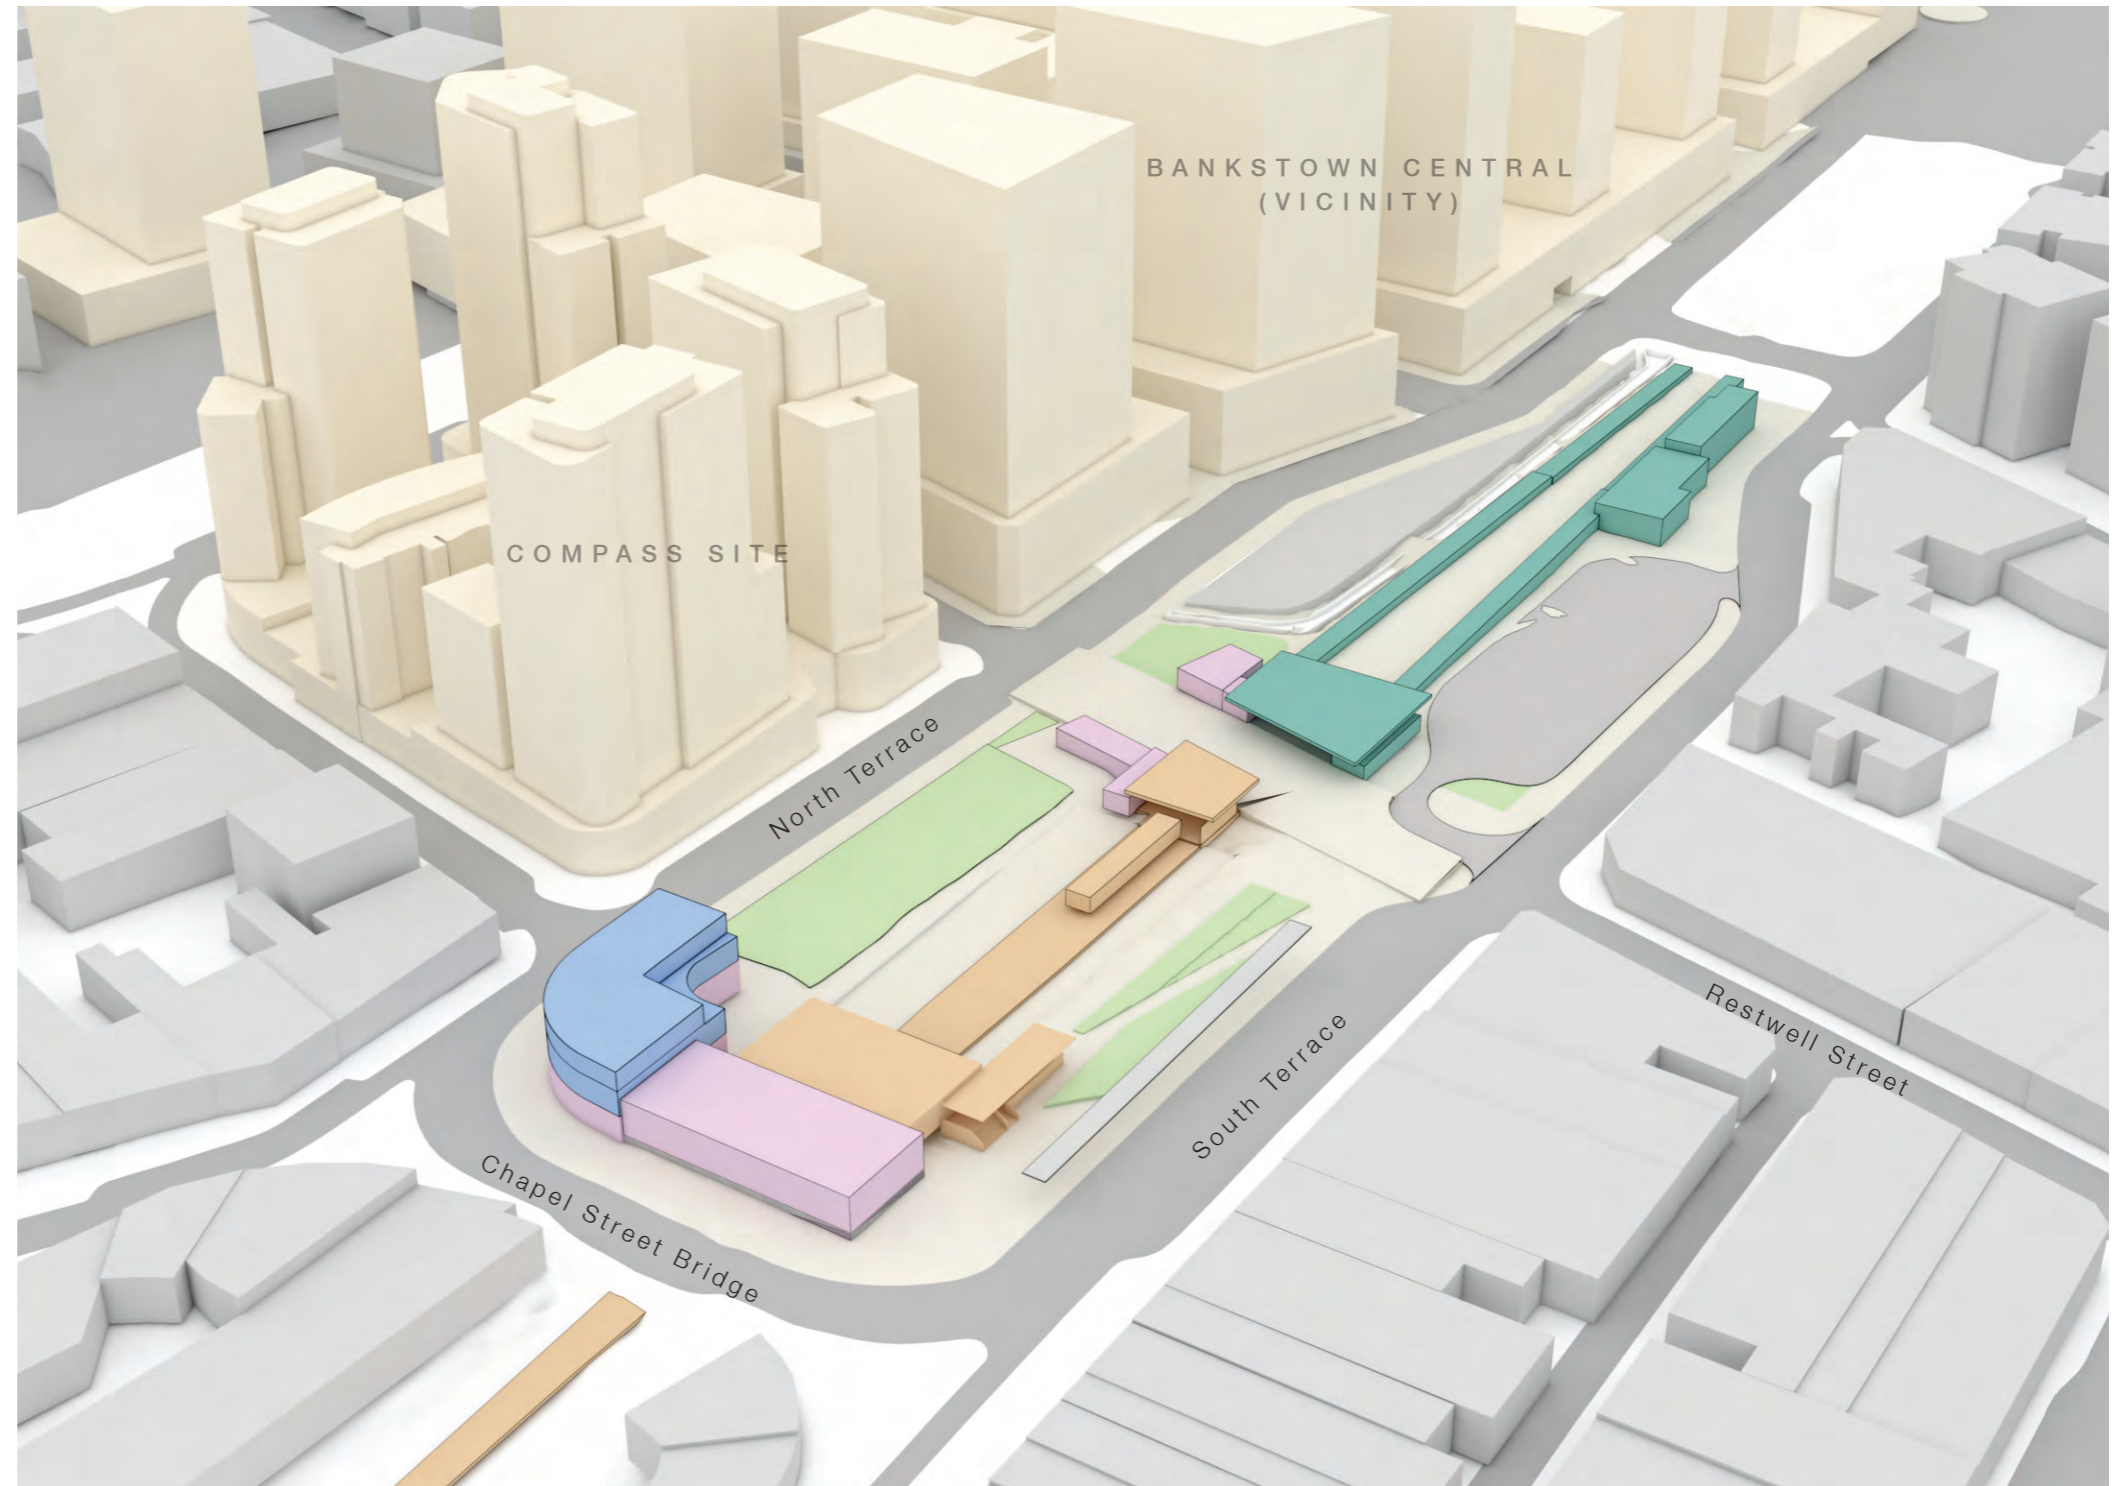 BANKSTOWN CENTRAL
(VICINITY)
COMPASS SITE
North Terrace
Restwell Street
South Terrace
Chapel Street Bridge